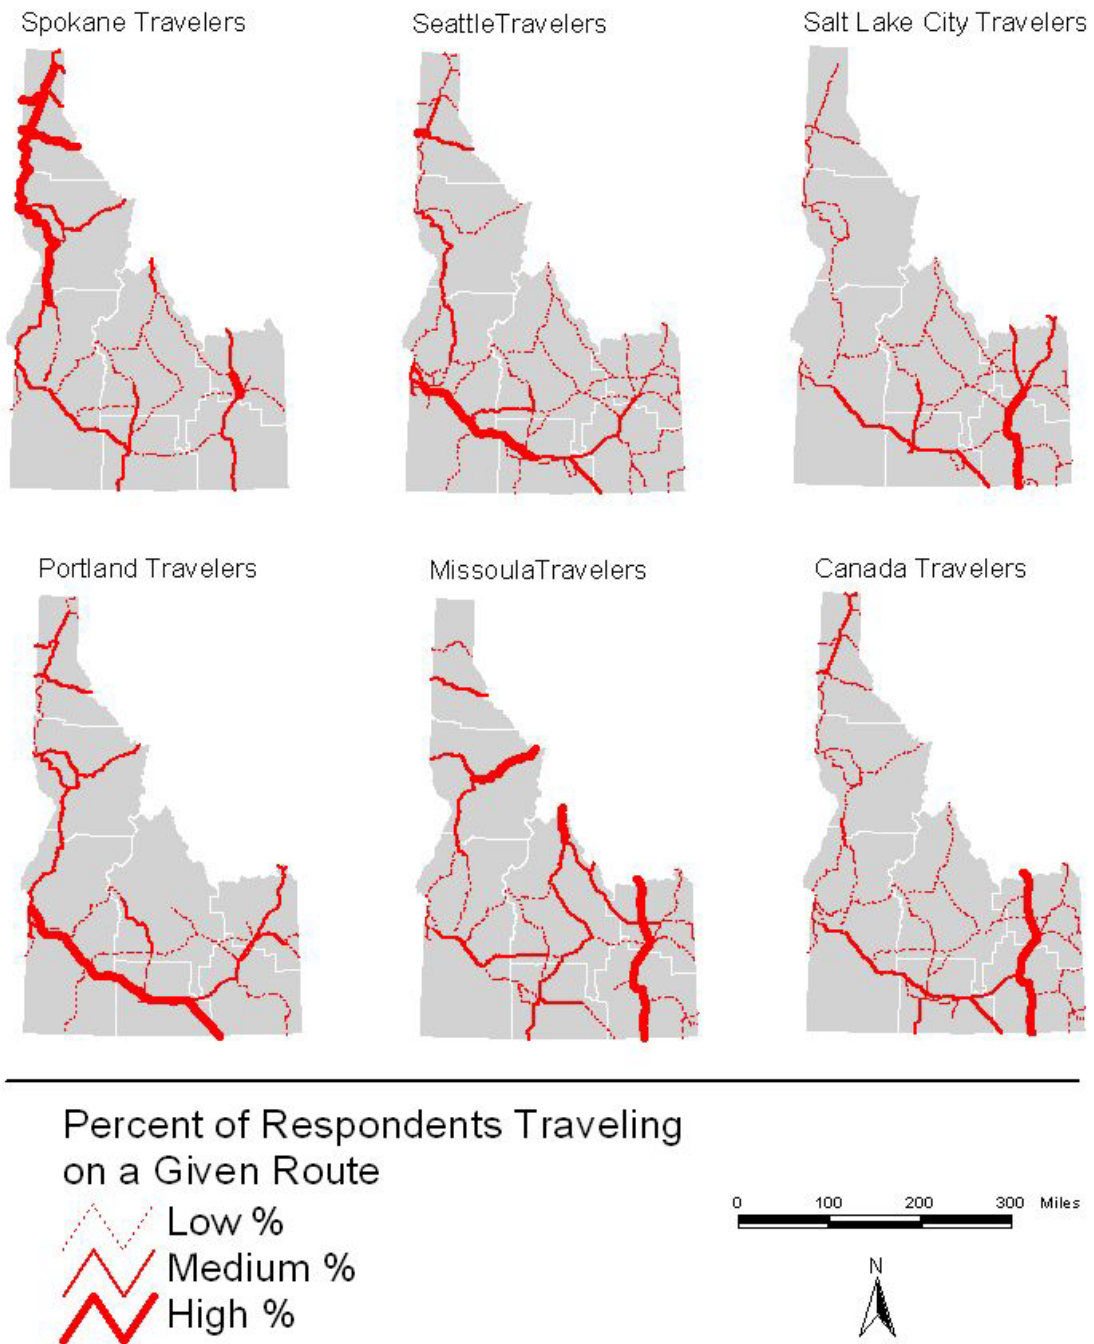 Spokane Travelers
SeattleTravelers
Salt Lake City Travelers
Portland Travelers
MissoulaTravelers
Canada Travelers
Percent of Respondents Traveling
on a Given Route
Low %
Medium %
High %
0 100 200 300 Miles
N